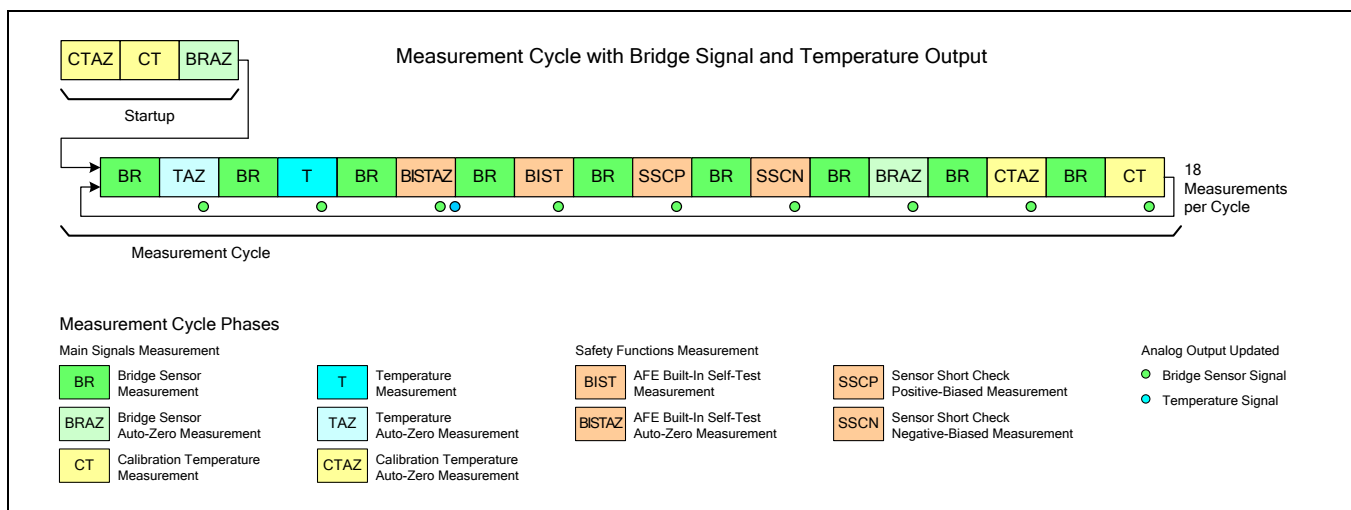 Measurement Cycle with Bridge Signal and Temperature Output
CTAZ CT BRAZ
Startup
BR TAZ BR T BR BISTAZ BR BIST BR SSCP BR SSCN BR BRAZ BR CTAZ BR CT
18
Measurements
per Cycle
Measurement Cycle
Measurement Cycle Phases
Main Signals Measurement
BR Bridge Sensor
Measurement
BRAZ Bridge Sensor
Auto-Zero Measurement
CT Calibration Temperature
Measurement
T Temperature
Measurement
TAZ Temperature
Auto-Zero Measurement
CTAZ Calibration Temperature
Auto-Zero Measurement
Safety Functions Measurement
BIST AFE Built-In Self-Test
Measurement
BISTAZ AFE Built-In Self-Test
Auto-Zero Measurement
SSCP Sensor Short Check
Positive-Biased Measurement
SSCN Sensor Short Check
Negative-Biased Measurement
Analog Output Updated
Bridge Sensor Signal
Temperature Signal